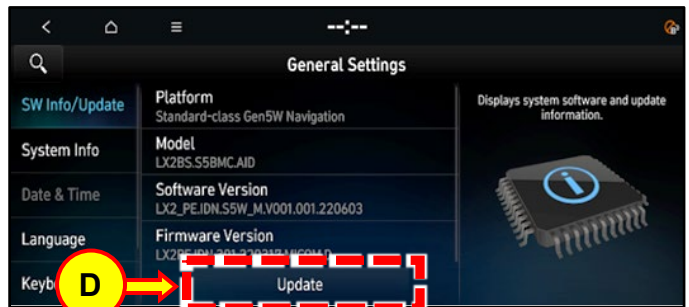 --:--
General Settings
SW Info/Update
Platform
Standard-class Gen5W Navigation
Displays system software and update
information.
System Info
Model
LX2BS.S5BMC.AID
Date & Time
Software Version
LX2_PE.IDN.S5W_M.V001.001.220603
Language
Firmware Version
D
Update